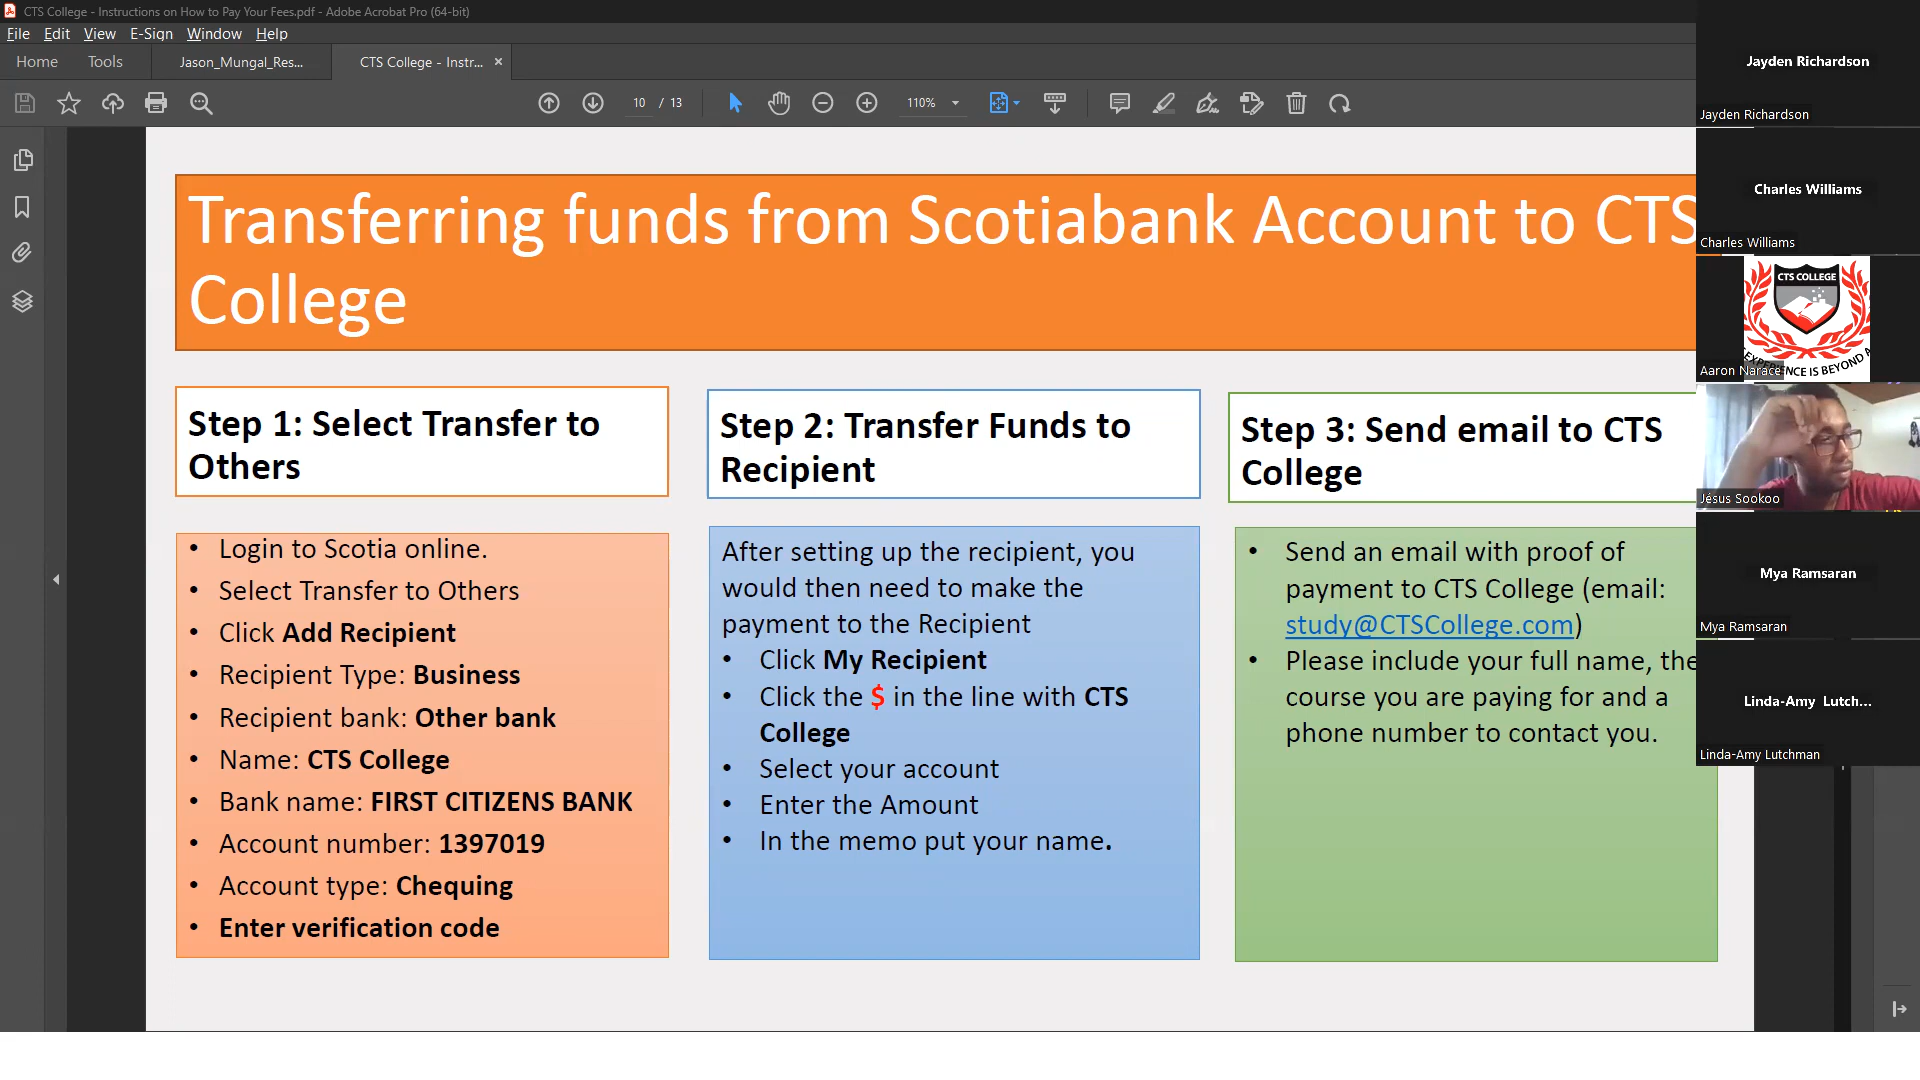 CTS College - Instructions on How to Pay Your Fees.pdf - Adobe Acrobat Pro (64-bit)
File Edit View E-Sign Window Help
Home Tools Jason_Mungal_Res... CTS College - Instr... ×
10 / 13 110%
Transferring funds from Scotiabank Account to CTS
College
Step 1: Select Transfer to
Others
• Login to Scotia online.
• Select Transfer to Others
• Click Add Recipient
• Recipient Type: Business
• Recipient bank: Other bank
• Name: CTS College
• Bank name: FIRST CITIZENS BANK
• Account number: 1397019
• Account type: Chequing
• Enter verification code
Step 2: Transfer Funds to
Recipient
After setting up the recipient, you
would then need to make the
payment to the Recipient
• Click My Recipient
• Click the $ in the line with CTS
College
• Select your account
• Enter the Amount
• In the memo put your name.
Step 3: Send email to CTS
College
• Send an email with proof of
payment to CTS College (email:
study@CTSCollege.com)
• Please include your full name, the
course you are paying for and a
phone number to contact you.
Jayden Richardson
Jayden Richardson
Charles Williams
Charles Williams
CTS COLLEGE
EXPERIENCE IS BEYOND A
Aaron Narace
Jésus Sookoo
Mya Ramsaran
Mya Ramsaran
Linda-Amy Lutch...
Linda-Amy Lutchman